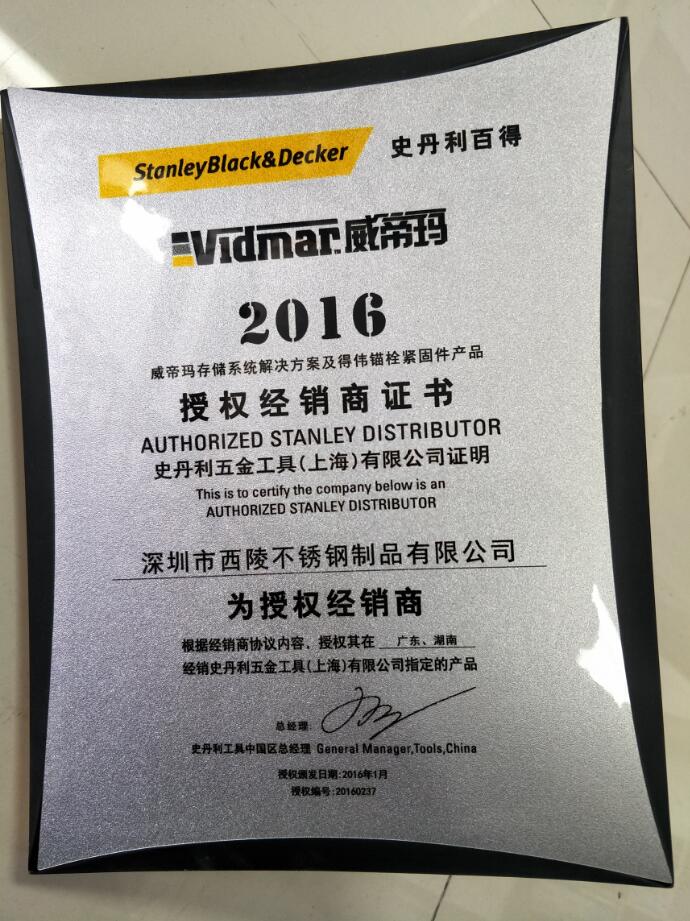 StanleyBlack&Decker 史丹利百得
Vidmar™威帝玛
2016
威帝玛存储系统解决方案及得伟锚栓紧固件产品
授权经销商证书
AUTHORIZED STANLEY DISTRIBUTOR
史丹利五金工具(上海)有限公司证明
This is to certify the company below is an
AUTHORIZED STANLEY DISTRIBUTOR
深圳市西陵不锈钢制品有限公司
为授权经销商
根据经销商协议内容，授权其在 广东、湖南
经销史丹利五金工具(上海)有限公司指定的产品
总经理:
史丹利工具中国区总经理 General Manager,Tools,China
授权颁发日期:2016年1月
授权编号:20160237